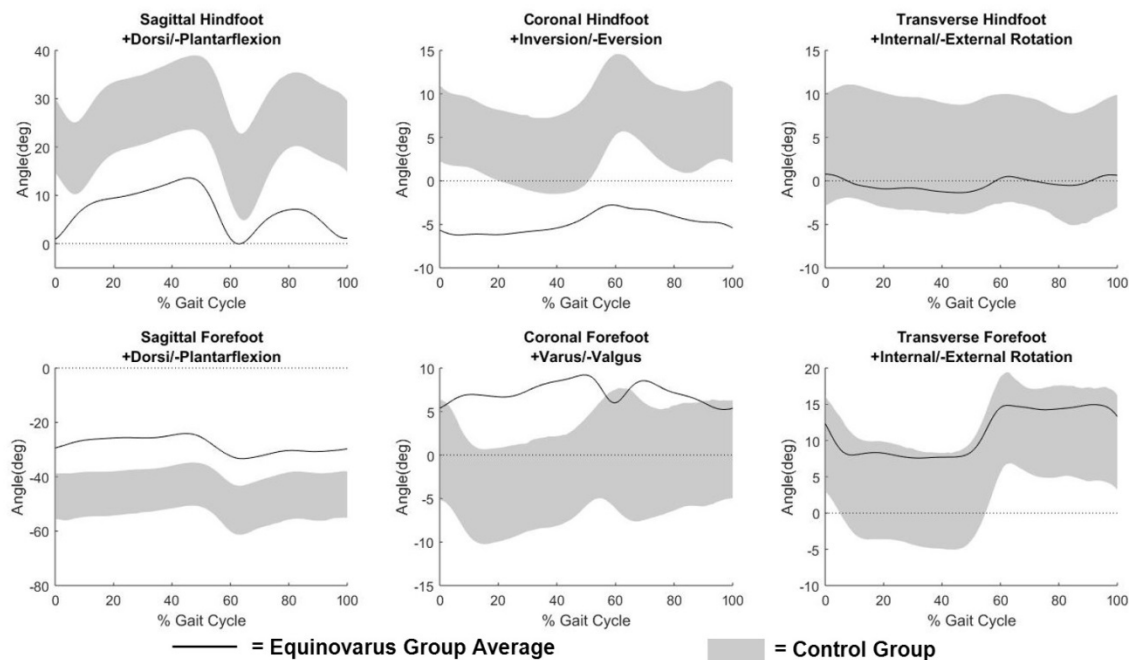 Sagittal Hindfoot
+Dorsi/-Plantarflexion
40
30
20
10
0
Angle(deg)
0 20 40 60 80 100
% Gait Cycle
Coronal Hindfoot
+Inversion/-Eversion
15
10
5
0
-5
-10
Angle(deg)
0 20 40 60 80 100
% Gait Cycle
Transverse Hindfoot
+Internal/-External Rotation
15
10
5
0
-5
-10
Angle(deg)
0 20 40 60 80 100
% Gait Cycle
Sagittal Forefoot
+Dorsi/-Plantarflexion
0
-20
-40
-60
-80
Angle(deg)
0 20 40 60 80 100
% Gait Cycle
Coronal Forefoot
+Varus/-Valgus
10
5
0
-5
-10
-15
Angle(deg)
0 20 40 60 80 100
% Gait Cycle
Transverse Forefoot
+Internal/-External Rotation
20
15
10
5
0
-5
-10
Angle(deg)
0 20 40 60 80 100
% Gait Cycle
= Equinovarus Group Average
= Control Group